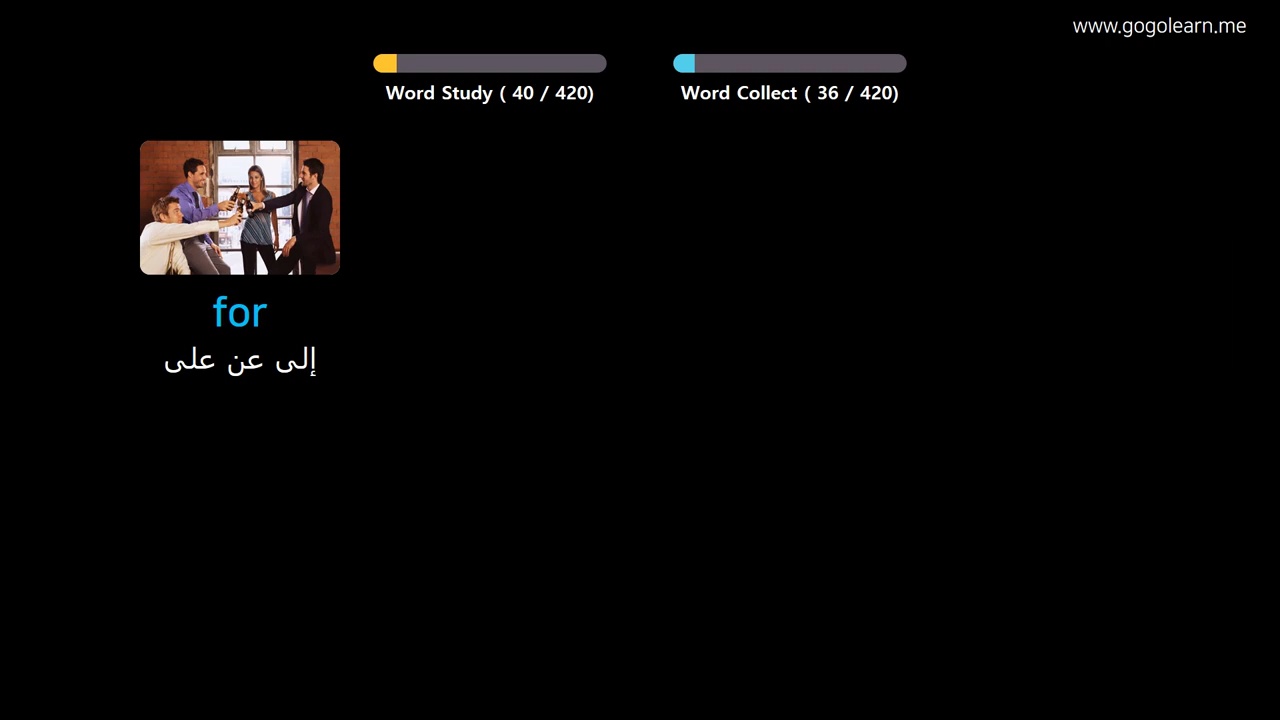 www.gogolearn.me
Word Study ( 40 / 420)
Word Collect ( 36 / 420)
for
إلى عن على